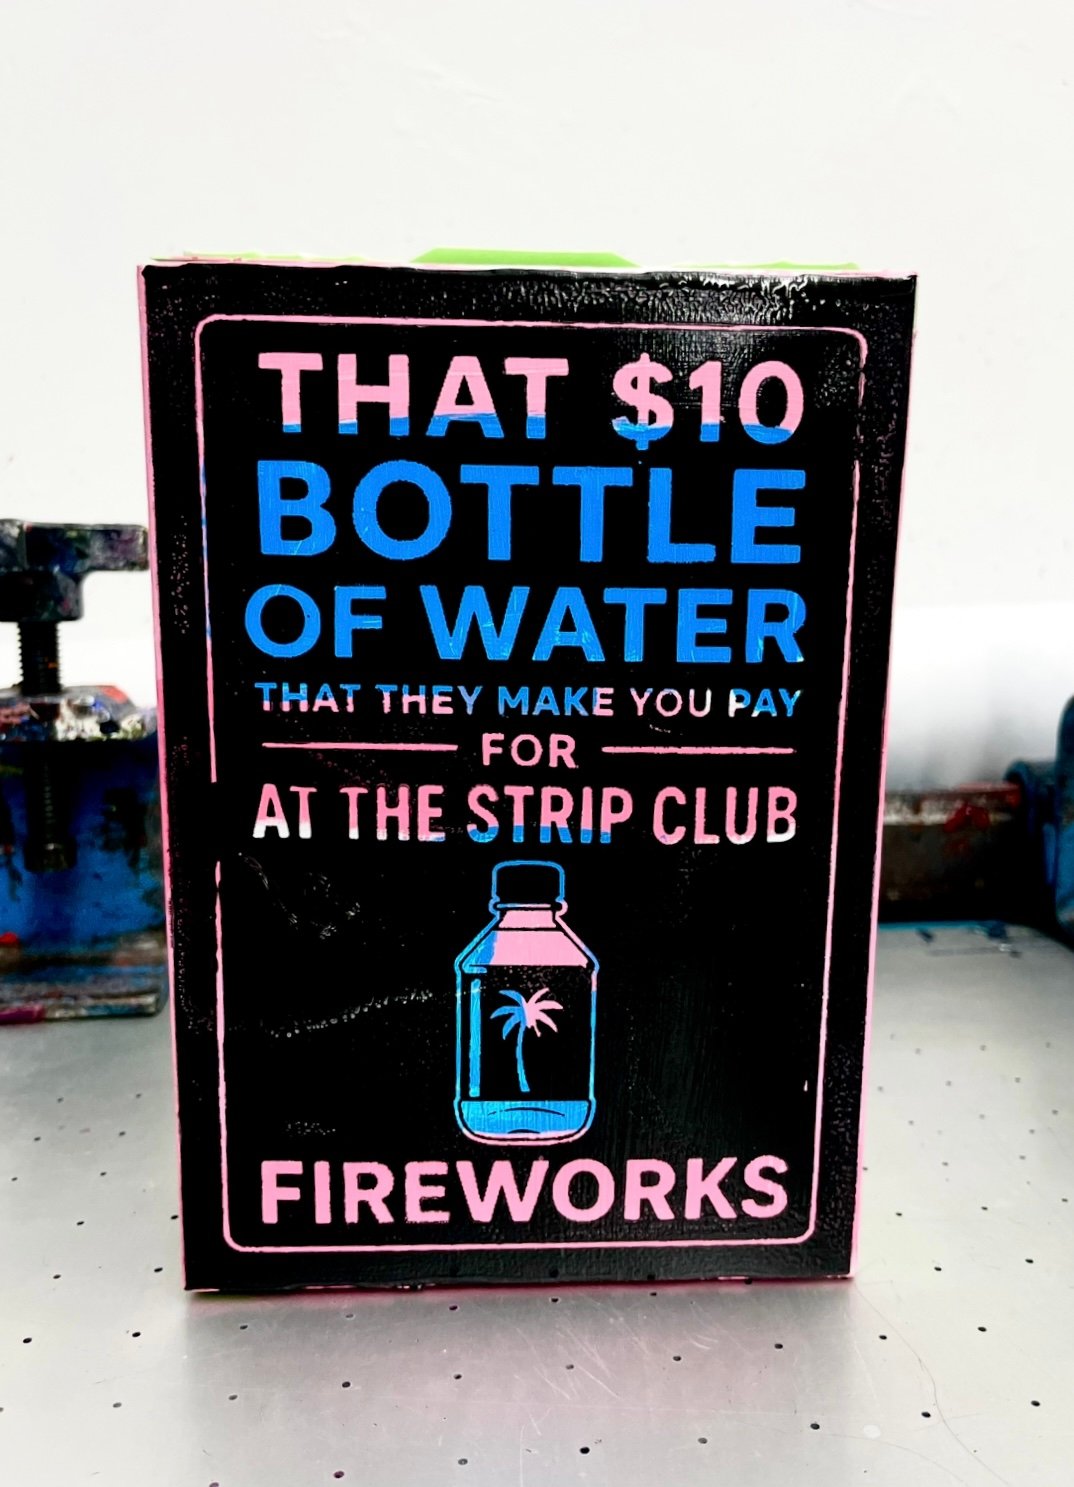 THAT $10
BOTTLE
OF WATER
THAT THEY MAKE YOU PAY
FOR
AT THE STRIP CLUB
FIREWORKS